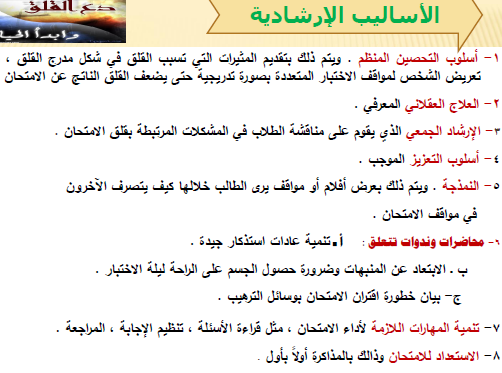 دع القلق
وابدأ الحياة
الأساليب الإرشادية
١- أسلوب التحصين المنظم . ويتم ذلك بتقديم المثيرات التي تسبب القلق في شكل مدرج القلق ،
تعريض الشخص لمواقف الاختبار المتعددة بصورة تدريجية حتى يضعف القلق الناتج عن الامتحان
٢- العلاج العقلاني المعرفي .
٣- الإرشاد الجمعي الذي يقوم على مناقشة الطلاب في المشكلات المرتبطة بقلق الامتحان .
٤- أسلوب التعزيز الموجب .
٥- النمذجة . ويتم ذلك بعرض أفلام أو مواقف يرى الطالب خلالها كيف يتصرف الآخرون
في مواقف الامتحان .
٦- محاضرات وندوات تتعلق : أ. تنمية عادات استذكار جيدة .
ب. الابتعاد عن المنبهات وضرورة حصول الجسم على الراحة ليلة الاختبار .
ج- بيان خطورة اقتران الامتحان بوسائل الترهيب .
٧- تنمية المهارات اللازمة لأداء الامتحان ، مثل قراءة الأسئلة ، تنظيم الإجابة ، المراجعة .
٨- الاستعداد للامتحان وذالك بالمذاكرة أولاً بأول .